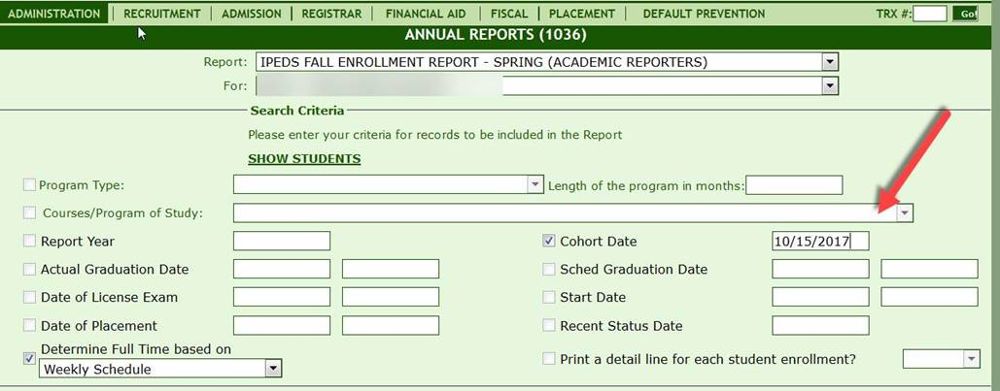 ADMINISTRATION RECRUITMENT ADMISSION REGISTRAR FINANCIAL AID FISCAL PLACEMENT DEFAULT PREVENTION TRX #: Go!
ANNUAL REPORTS (1036)
Report: IPEDS FALL ENROLLMENT REPORT - SPRING (ACADEMIC REPORTERS)
For:
Search Criteria
Please enter your criteria for records to be included in the Report
SHOW STUDENTS
Program Type: Length of the program in months:
Courses/Program of Study:
Report Year Cohort Date 10/15/2017
Actual Graduation Date Sched Graduation Date
Date of License Exam Start Date
Date of Placement Recent Status Date
Determine Full Time based on
Weekly Schedule Print a detail line for each student enrollment?